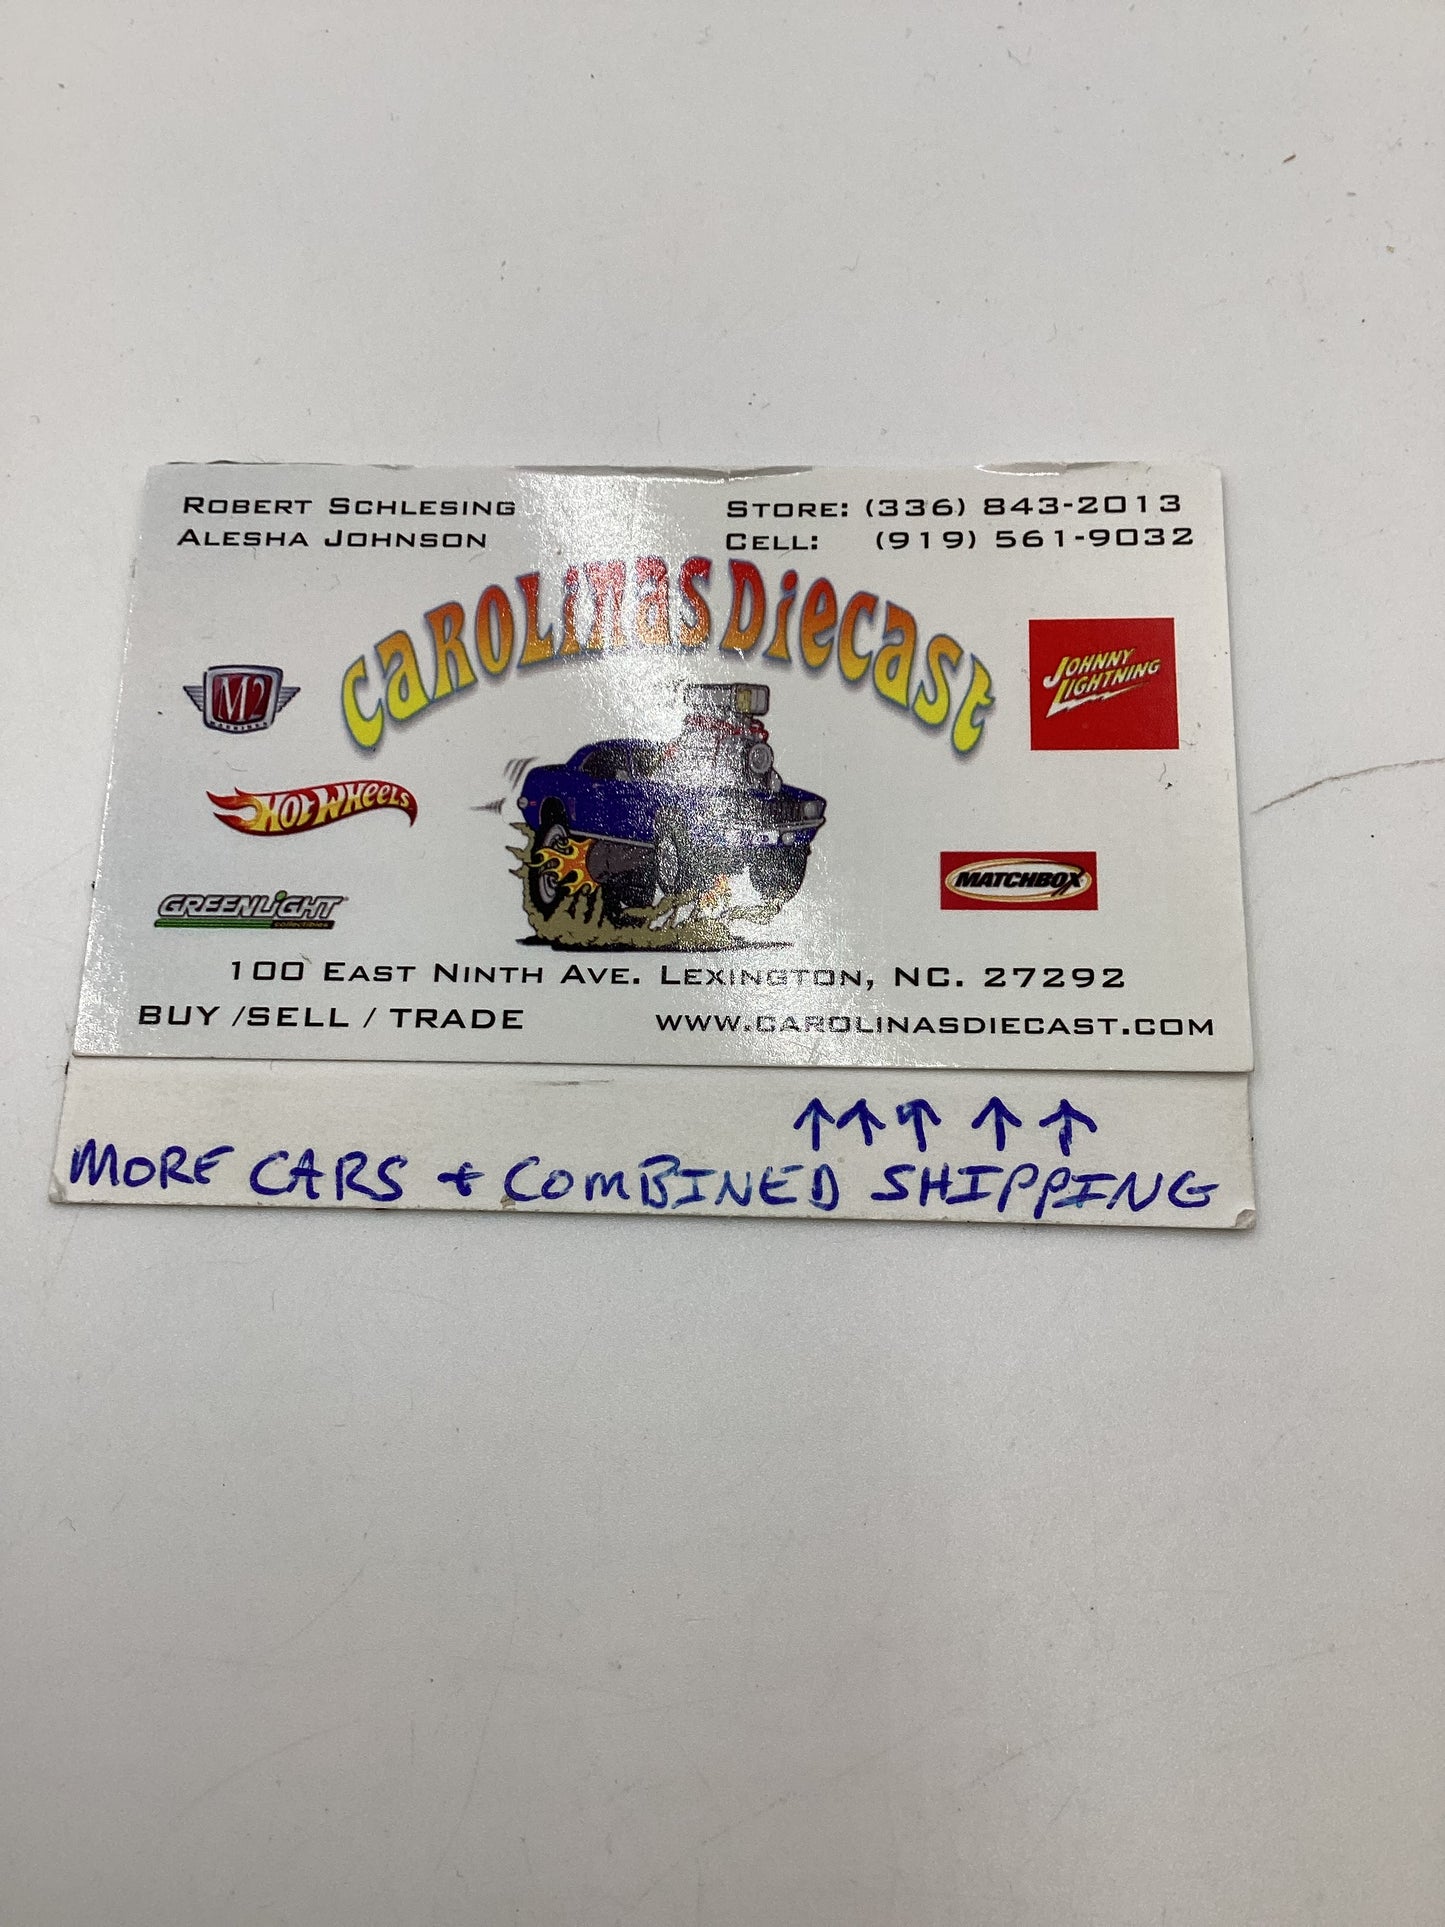 ROBERT SCHLESING
ALESHA JOHNSON
STORE: (336) 843-2013
CELL: (919) 561-9032
CAROLINAS DIECAST
M2
MACHINES
JOHNNY
LIGHTNING
HOT WHEELS
MATCHBOX
GREENLIGHT
collectibles
100 EAST NINTH AVE. LEXINGTON, NC. 27292
BUY /SELL / TRADE
WWW.CAROLINASDIECAST.COM
↑ ↑ ↑ ↑ ↑
MORE CARS + COMBINED SHIPPING